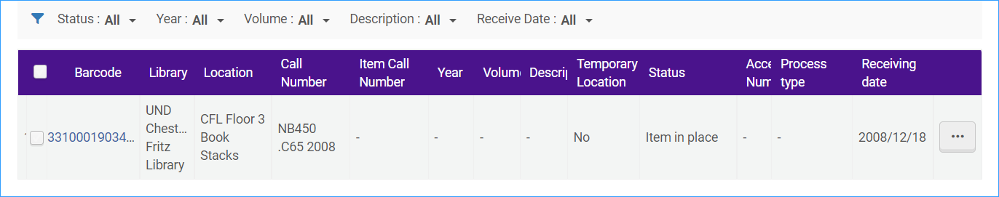 Status : All Year : All Volume : All Description : All Receive Date : All
Barcode Library Location Call Number Item Call Number Year Volum Descrip Temporary Location Status Acce Num Process type Receiving date
33100019034... UND Chest... Fritz Library CFL Floor 3 Book Stacks NB450 .C65 2008 - - - - No Item in place - - 2008/12/18 •••